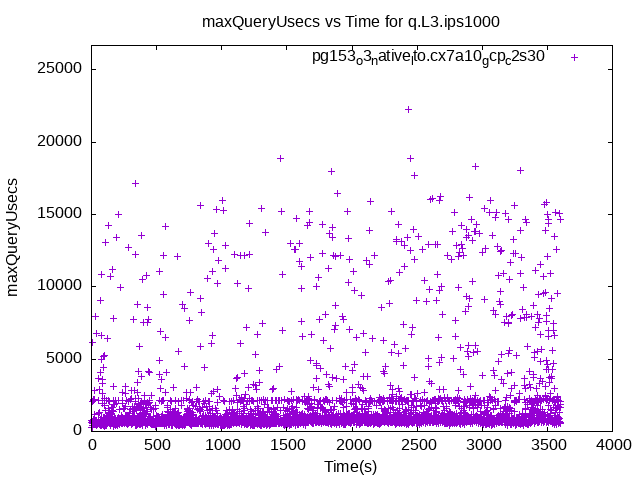 maxQueryUsecs vs Time for q.L3.ips1000
pg153_o3_native_lto.cx7a10_gcp_c2s30
25000
20000
15000
10000
5000
0
maxQueryUsecs
0 500 1000 1500 2000 2500 3000 3500 4000
Time(s)